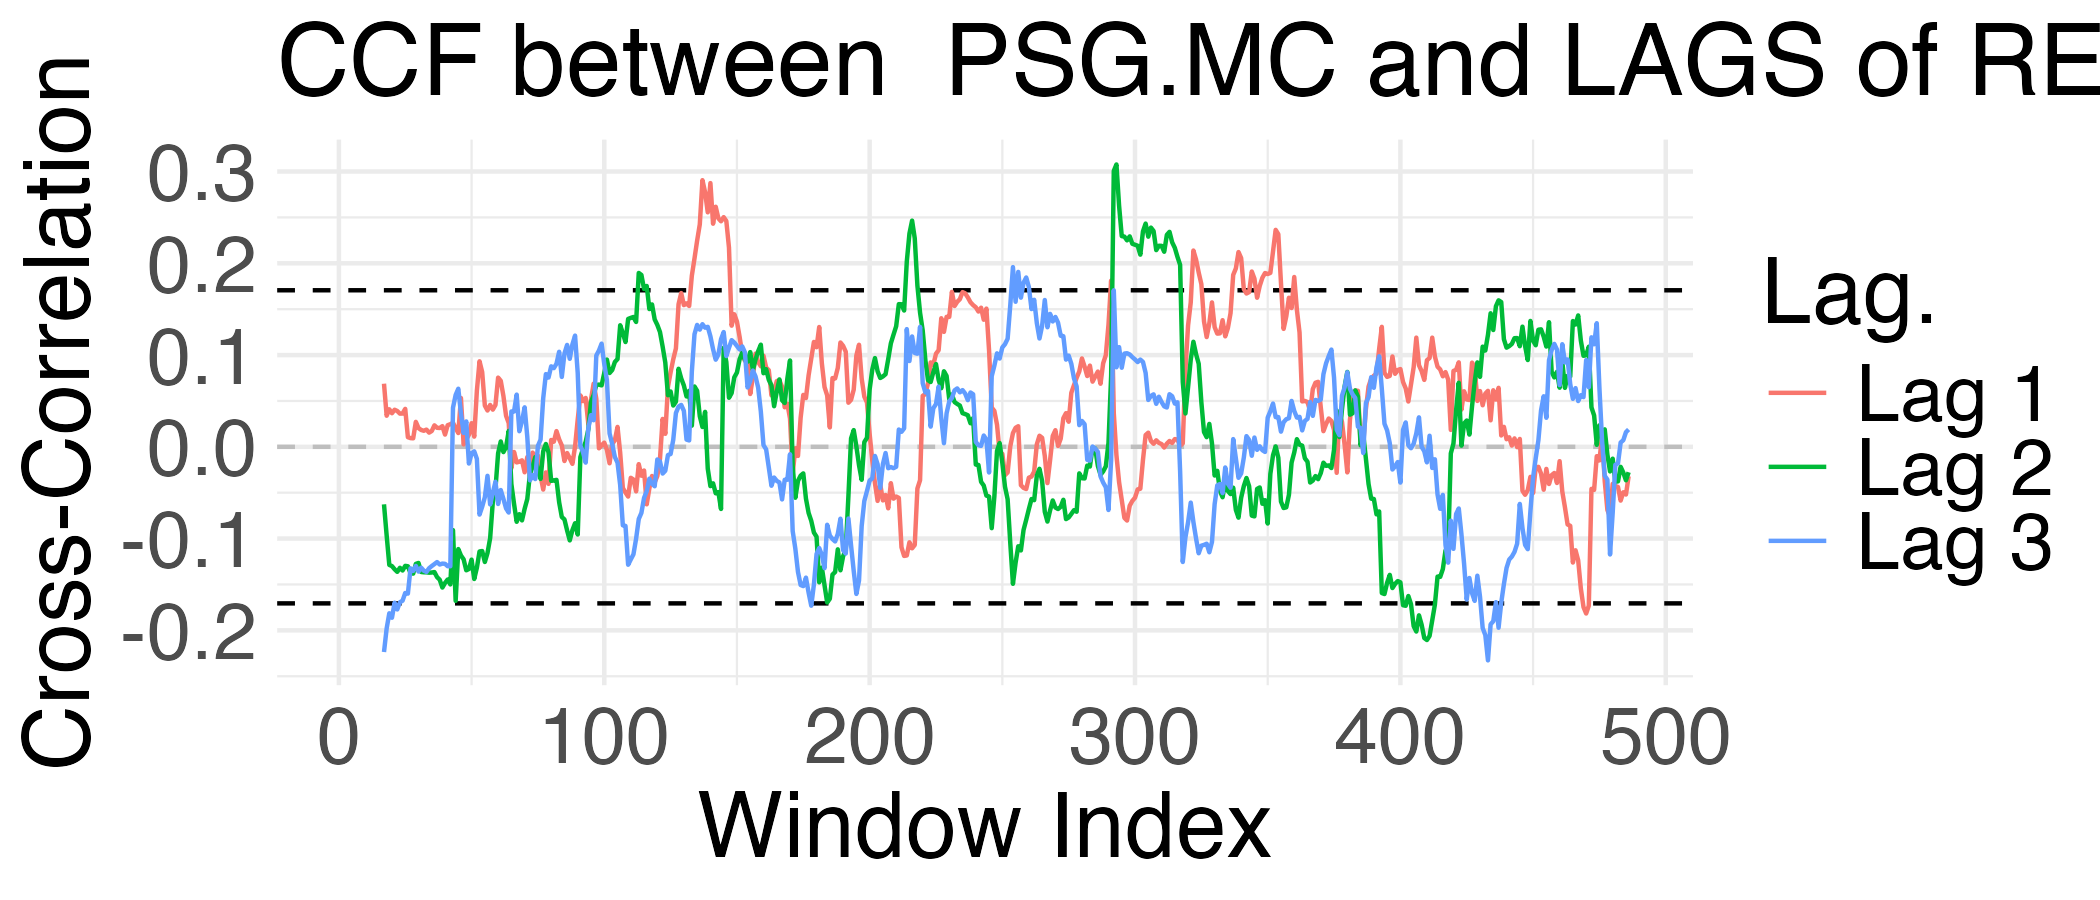 CCF between PSG.MC and LAGS of RE
Cross-Correlation
0.3
0.2
0.1
0.0
-0.1
-0.2
0 100 200 300 400 500
Window Index
Lag.
Lag 1
Lag 2
Lag 3